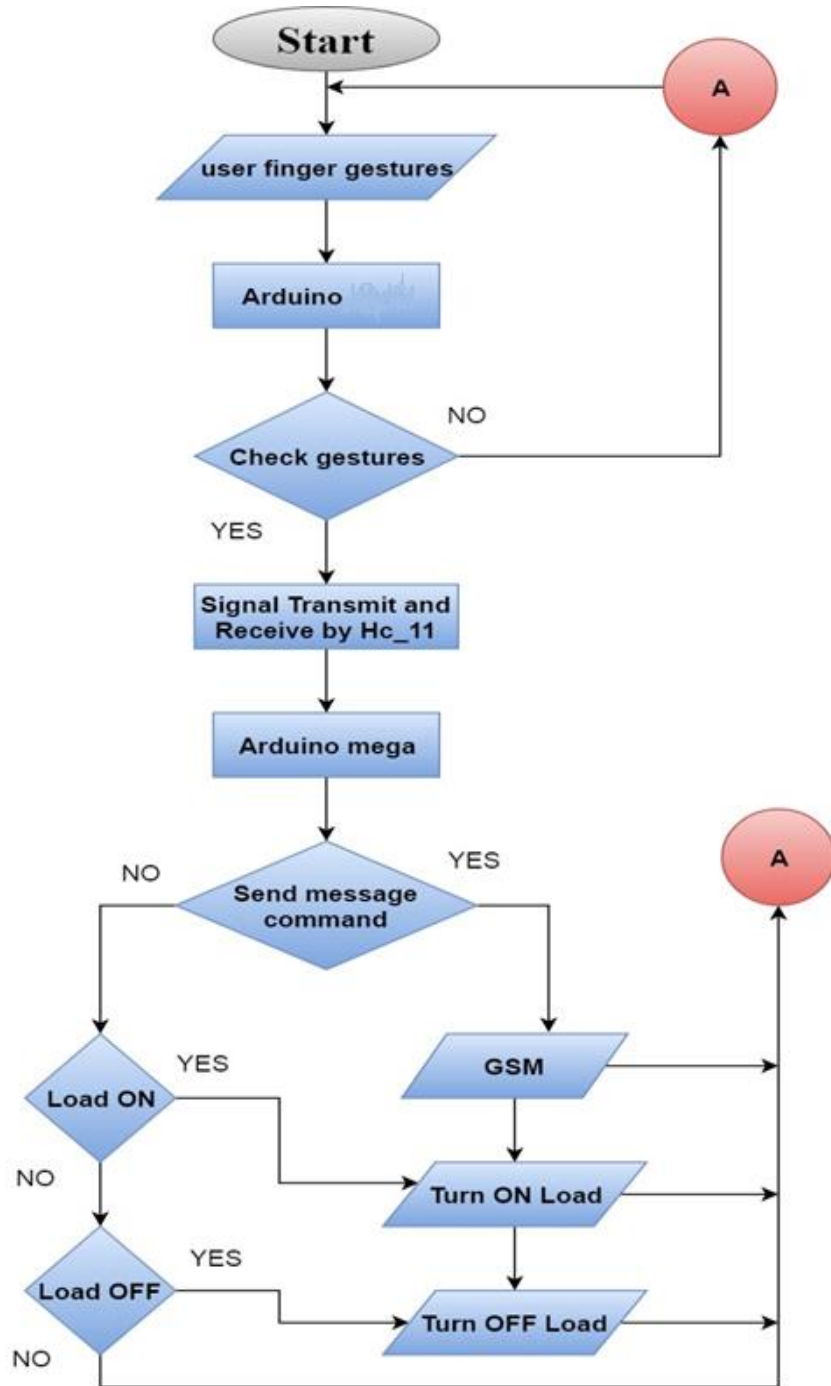 Start
A
user finger gestures
Arduino
NO
Check gestures
YES
Signal Transmit and
Receive by Hc_11
Arduino mega
NO
YES
A
Send message
command
YES
GSM
Load ON
NO
Turn ON Load
YES
Load OFF
Turn OFF Load
NO